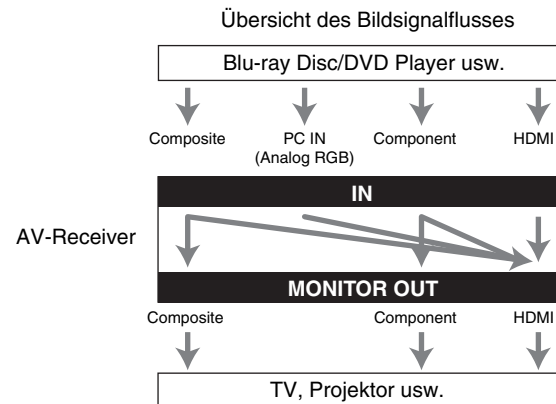 Übersicht des Bildsignalflusses
Blu-ray Disc/DVD Player usw.
Composite PC IN Component HDMI
(Analog RGB)
IN
AV-Receiver
MONITOR OUT
Composite Component HDMI
TV, Projektor usw.